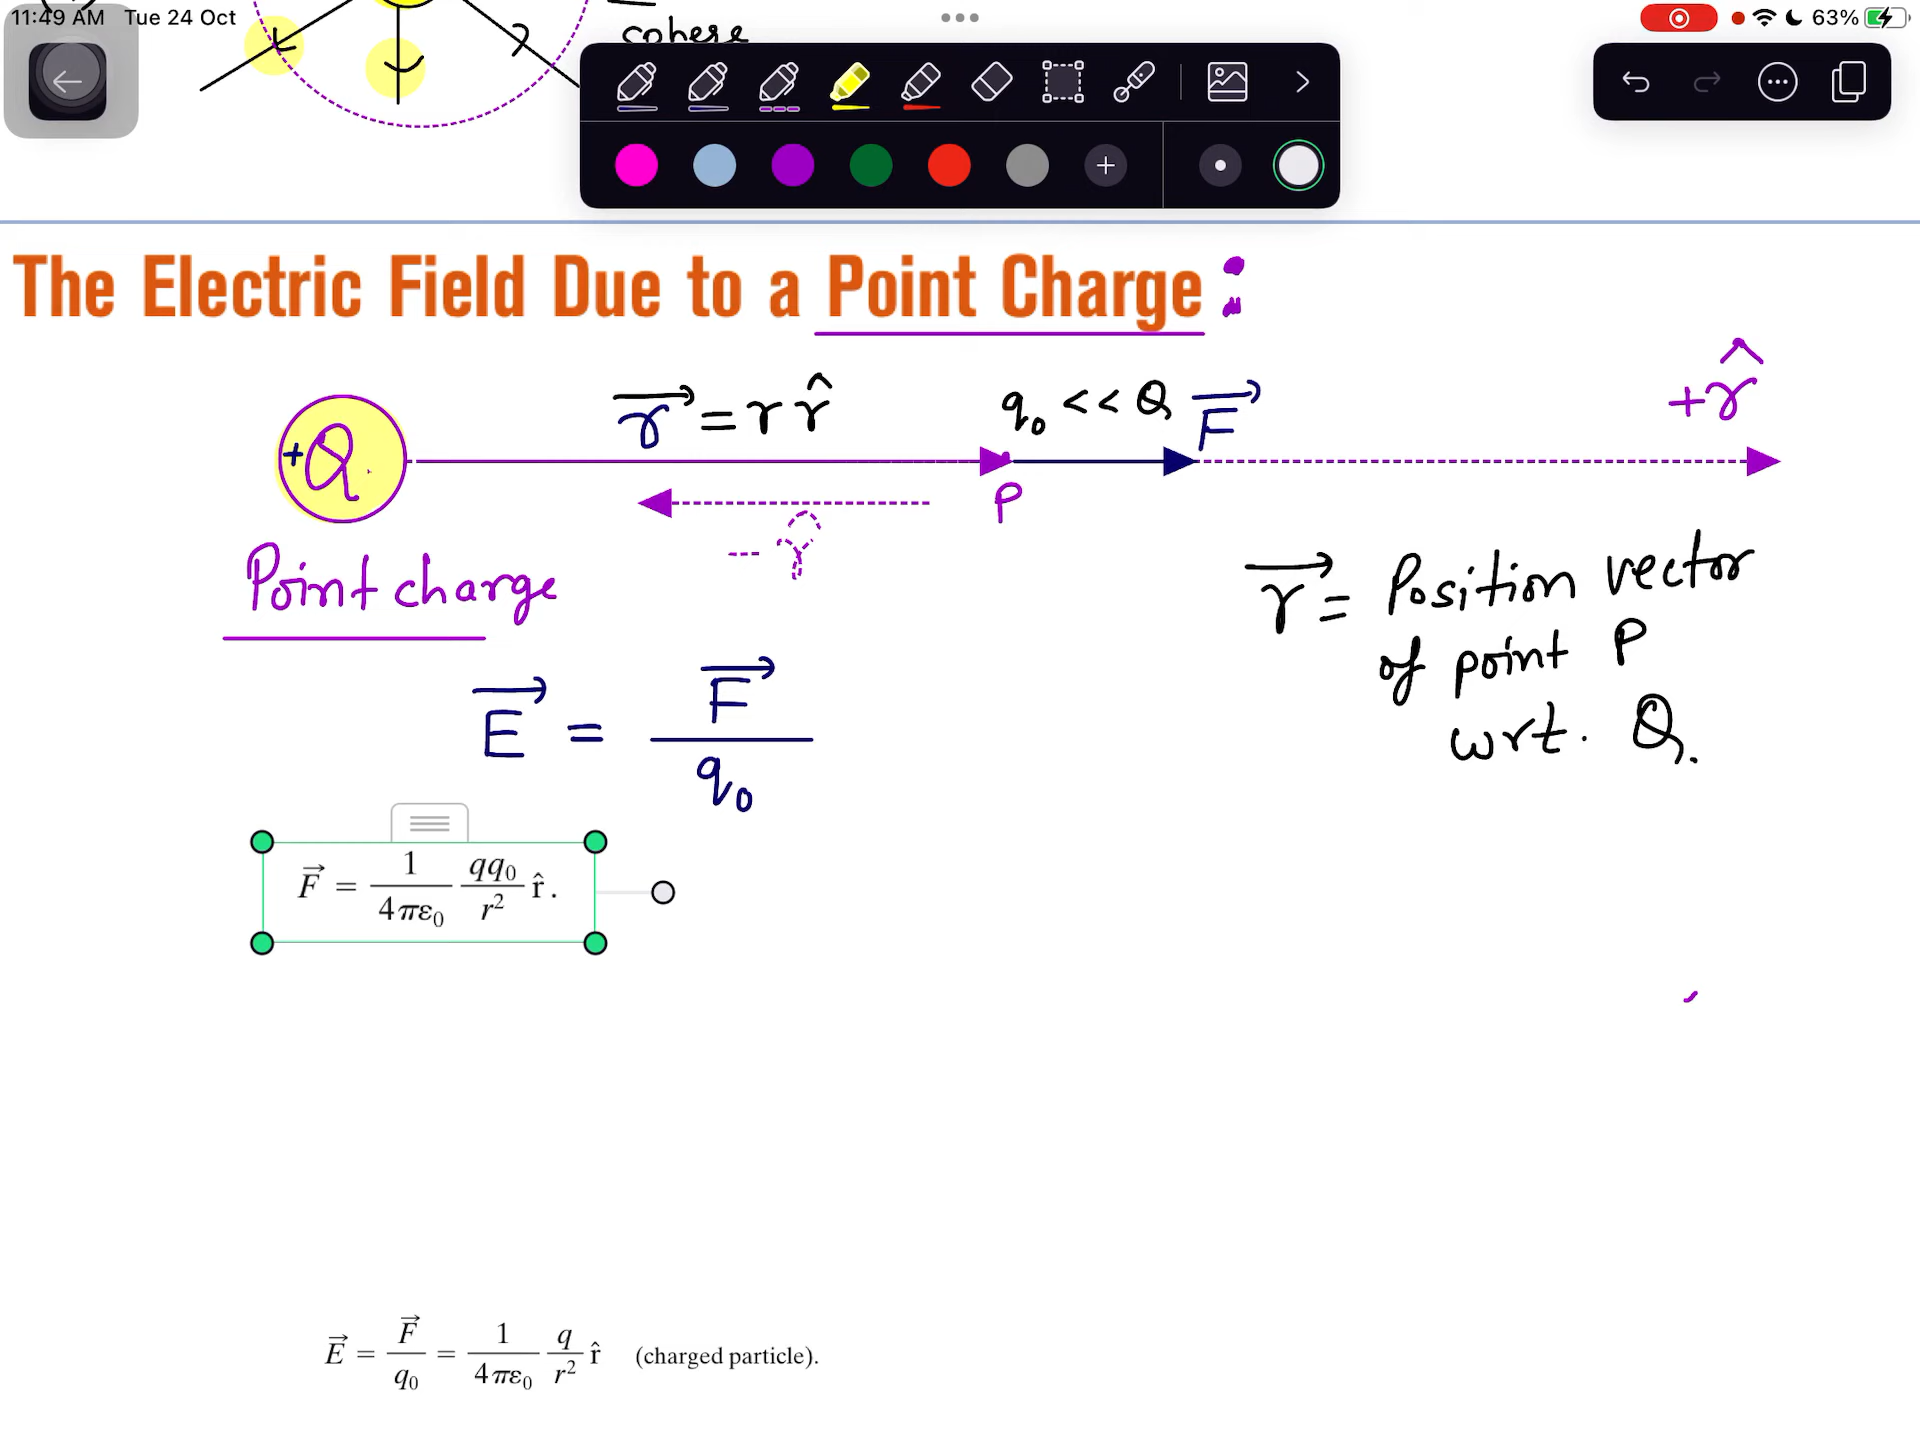 11:49 AM Tue 24 Oct
63%
sphere
The Electric Field Due to a Point Charge :
+Q
r⃗ = r r̂
q₀ << Q
F⃗
+r̂
P
-r̂
Point charge
r⃗ = Position vector
of point P
wrt. Q.
E⃗ = F⃗ / q₀
F⃗ = 1/4πε₀ qq₀/r² r̂.
E⃗ = F⃗/q₀ = 1/4πε₀ q/r² r̂ (charged particle).